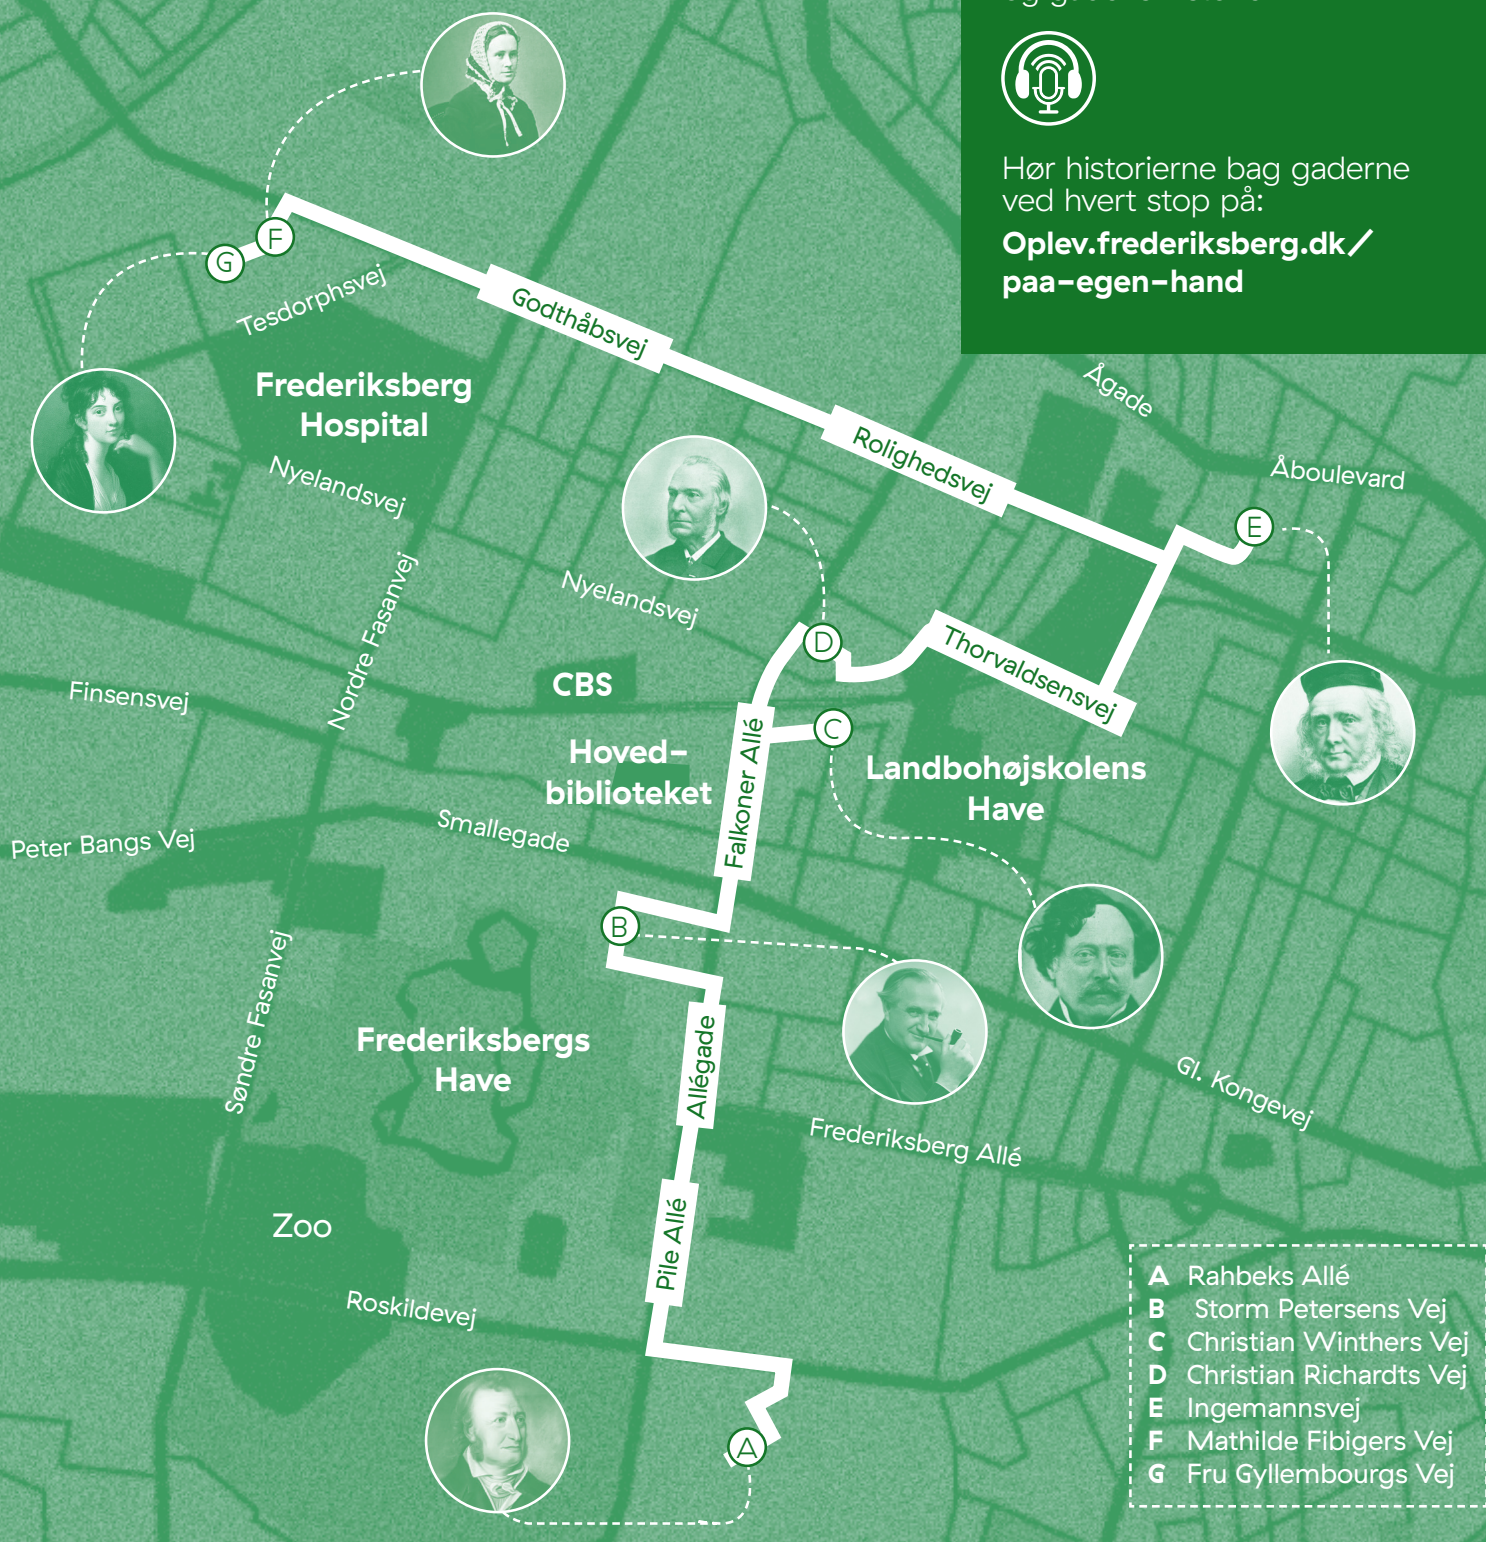 Hør historierne bag gaderne
ved hvert stop på:
Oplev.frederiksberg.dk/
paa-egen-hand
F
G
Tesdorphsvej
Godthåbsvej
Frederiksberg
Hospital
Ågade
Rolighedsvej
Åboulevard
Nyelandsvej
E
Nyelandsvej
Nordre Fasanvej
D
Thorvaldsensvej
CBS
Finsensvej
C
Hoved-
biblioteket
Falkoner Allé
Landbohøjskolens
Have
Smallegade
Peter Bangs Vej
B
Søndre Fasanvej
Frederiksbergs
Have
Allégade
Gl. Kongevej
Frederiksberg Allé
Zoo
Pile Allé
Roskildevej
A
A Rahbeks Allé
B Storm Petersens Vej
C Christian Winthers Vej
D Christian Richardts Vej
E Ingemannsvej
F Mathilde Fibigers Vej
G Fru Gyllembourgs Vej